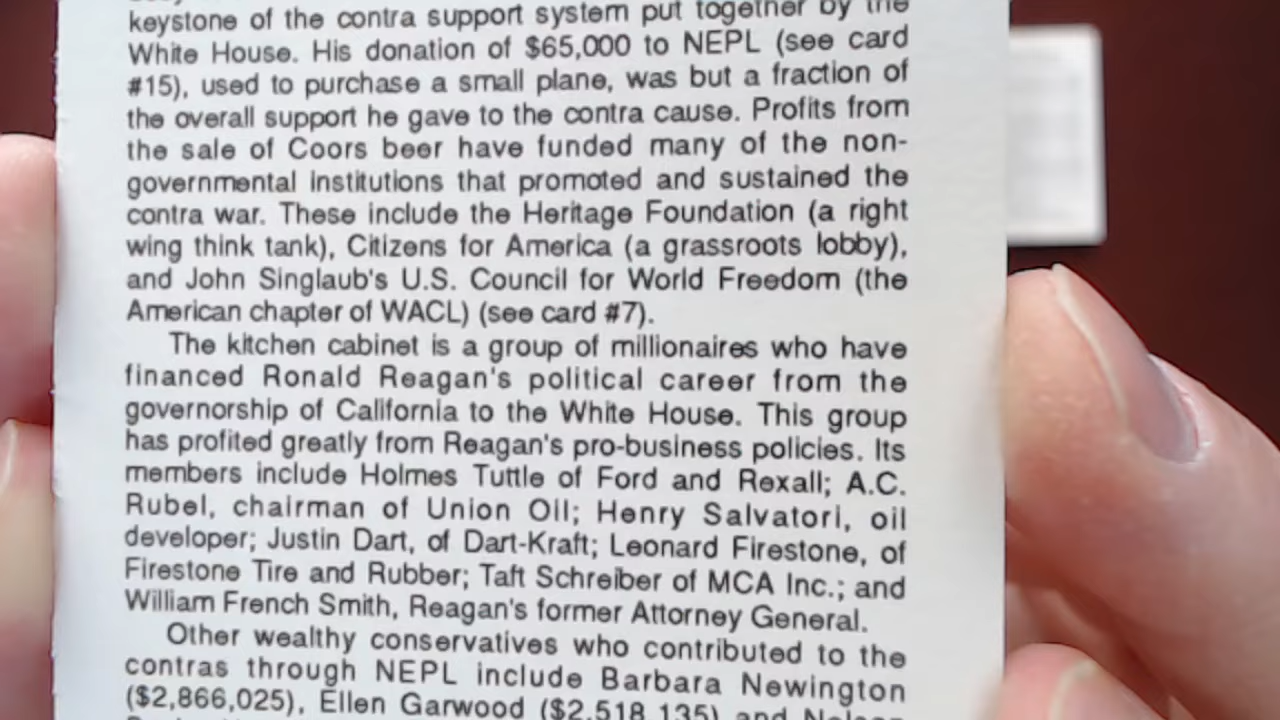 keystone of the contra support system put together by the
White House. His donation of $65,000 to NEPL (see card
#15), used to purchase a small plane, was but a fraction of
the overall support he gave to the contra cause. Profits from
the sale of Coors beer have funded many of the non-
governmental institutions that promoted and sustained the
contra war. These include the Heritage Foundation (a right
wing think tank), Citizens for America (a grassroots lobby),
and John Singlaub's U.S. Council for World Freedom (the
American chapter of WACL) (see card #7).
The kitchen cabinet is a group of millionaires who have
financed Ronald Reagan's political career from the
governorship of California to the White House. This group
has profited greatly from Reagan's pro-business policies. Its
members include Holmes Tuttle of Ford and Rexall; A.C.
Rubel, chairman of Union Oil; Henry Salvatori, oil
developer; Justin Dart, of Dart-Kraft; Leonard Firestone, of
Firestone Tire and Rubber; Taft Schreiber of MCA Inc.; and
William French Smith, Reagan's former Attorney General.
Other wealthy conservatives who contributed to the
contras through NEPL include Barbara Newington
($2,866,025), Ellen Garwood ($2,518,135) and Nelson